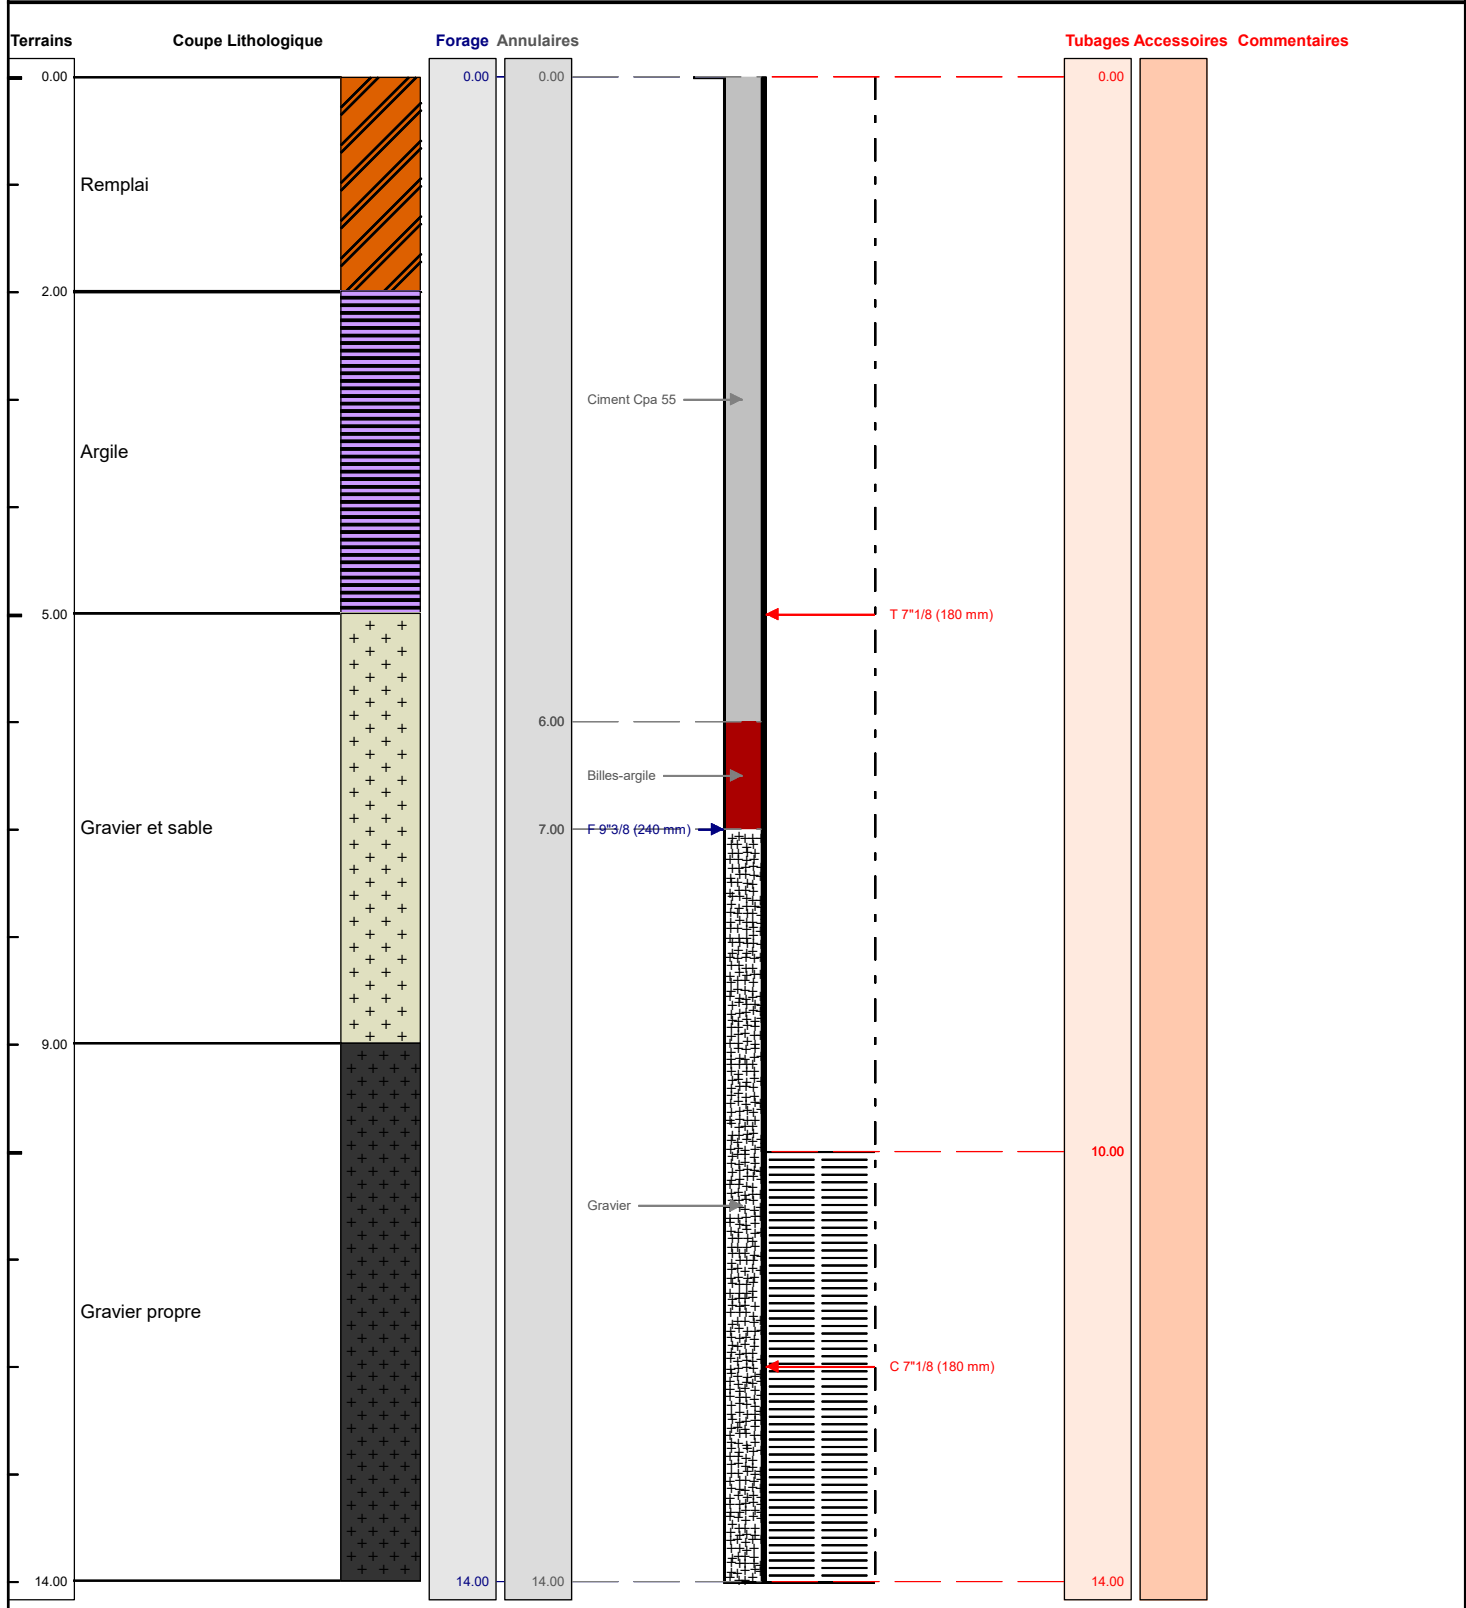 Terrains Coupe Lithologique Forage Annulaires Tubages Accessoires Commentaires
0.00 0.00 0.00 0.00
Remplai
2.00
Ciment Cpa 55
Argile
5.00 T 7"1/8 (180 mm)
6.00
Billes-argile
Gravier et sable 7.00 F 9"3/8 (240 mm)
9.00
10.00
Gravier
Gravier propre
C 7"1/8 (180 mm)
14.00 14.00 14.00 14.00